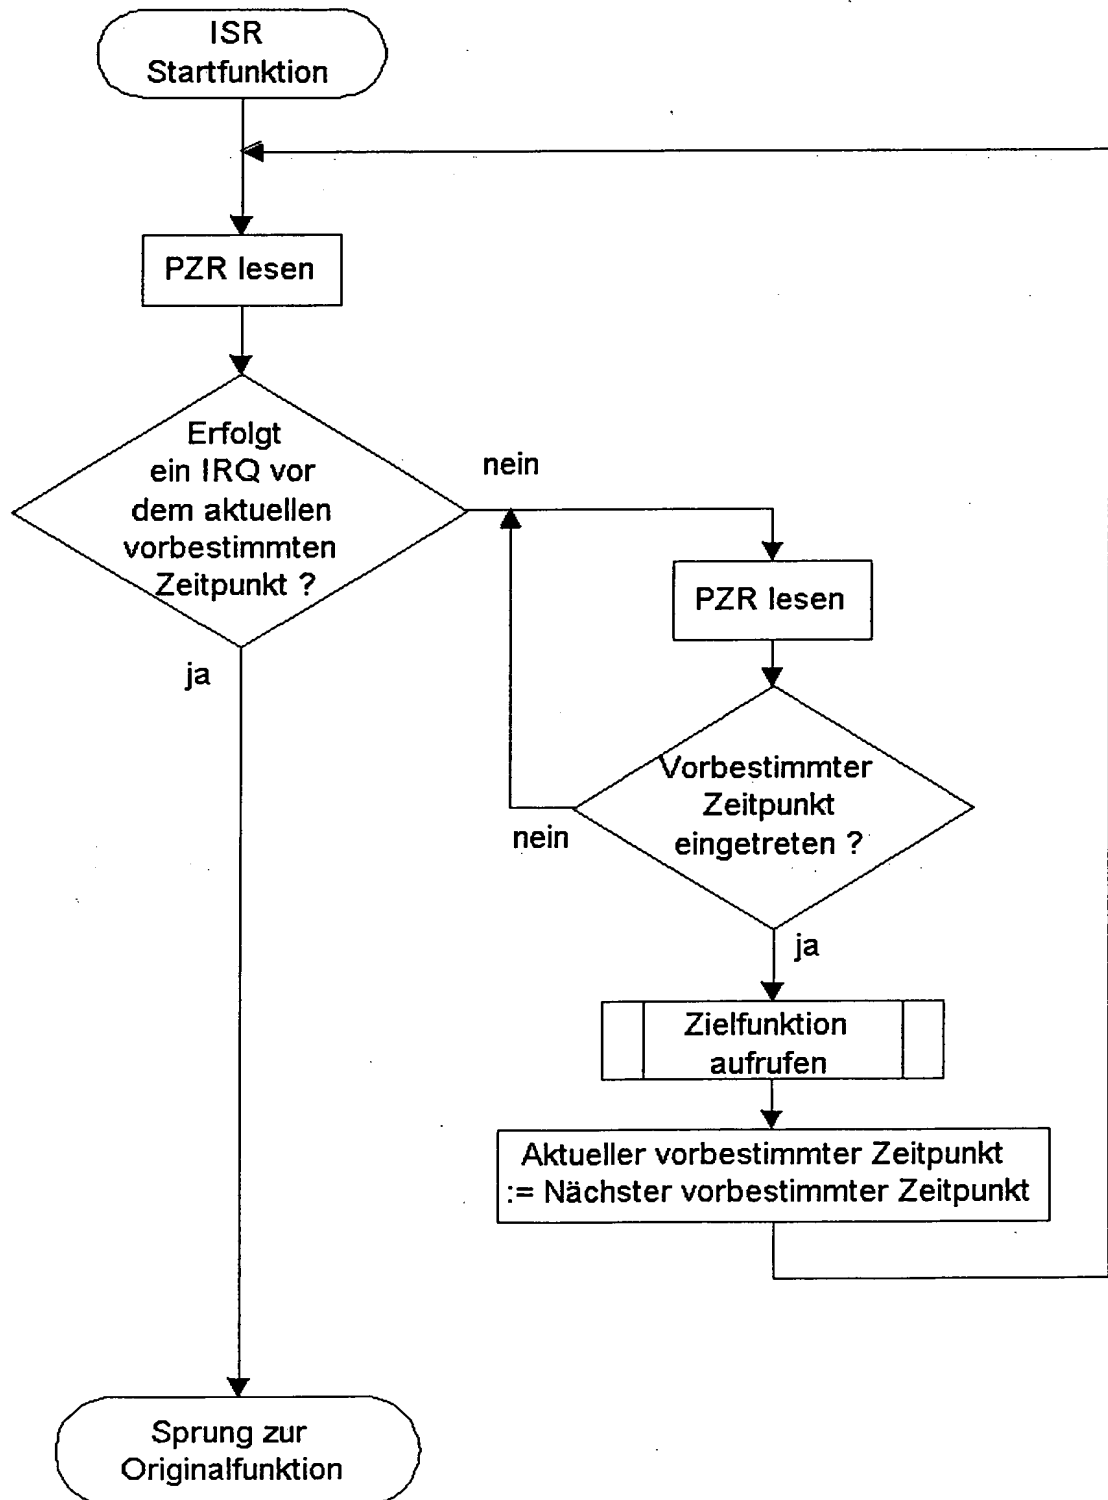 ISR
Startfunktion
PZR lesen
Erfolgt
ein IRQ vor
dem aktuellen
vorbestimmten
Zeitpunkt ?
nein
ja
PZR lesen
Vorbestimmter
Zeitpunkt
eingetreten ?
nein
ja
Zielfunktion
aufrufen
Aktueller vorbestimmter Zeitpunkt
:= Nächster vorbestimmter Zeitpunkt
Sprung zur
Originalfunktion